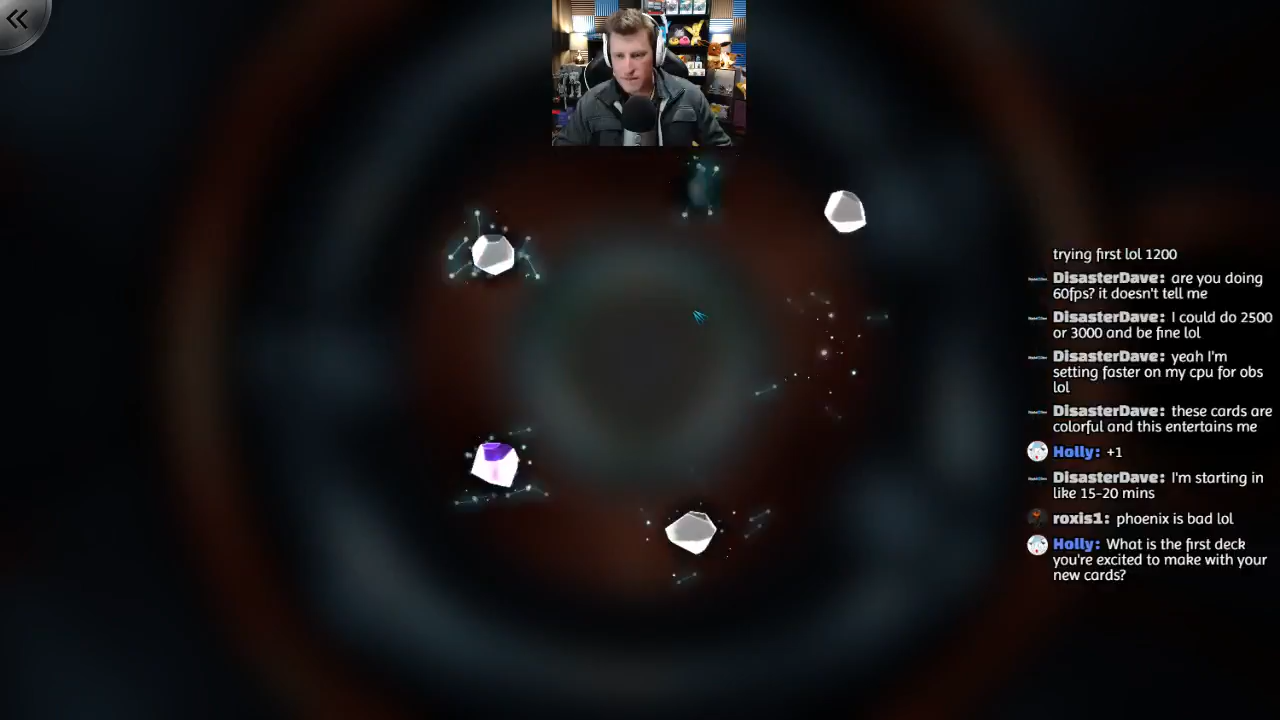 trying first lol 1200
DisasterDave: are you doing
60fps? it doesn't tell me
DisasterDave: I could do 2500
or 3000 and be fine lol
DisasterDave: yeah I'm
setting faster on my cpu for obs
lol
DisasterDave: these cards are
colorful and this entertains me
Holly: +1
DisasterDave: I'm starting in
like 15-20 mins
roxis1: phoenix is bad lol
Holly: What is the first deck
you're excited to make with your
new cards?